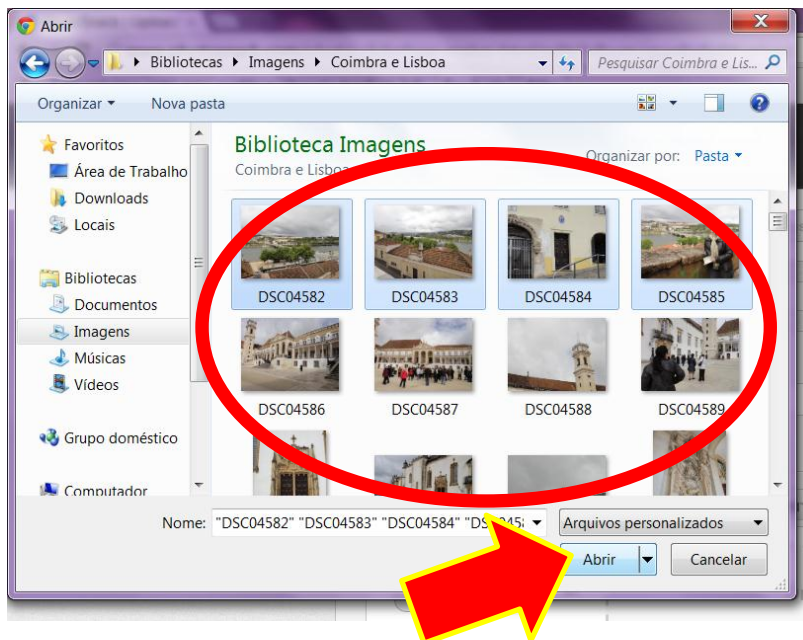 Abrir
Bibliotecas Imagens Coimbra e Lisboa
Pesquisar Coimbra e Lis...
Organizar Nova pasta
Favoritos
Área de Trabalho
Downloads
Locais
Bibliotecas
Documentos
Imagens
Músicas
Vídeos
Grupo doméstico
Computador
Biblioteca Imagens
Coimbra e Lisboa
Organizar por: Pasta
DSC04582 DSC04583 DSC04584 DSC04585
DSC04586 DSC04587 DSC04588 DSC04589
Nome: "DSC04582" "DSC04583" "DSC04584"
Arquivos personalizados
Abrir Cancelar